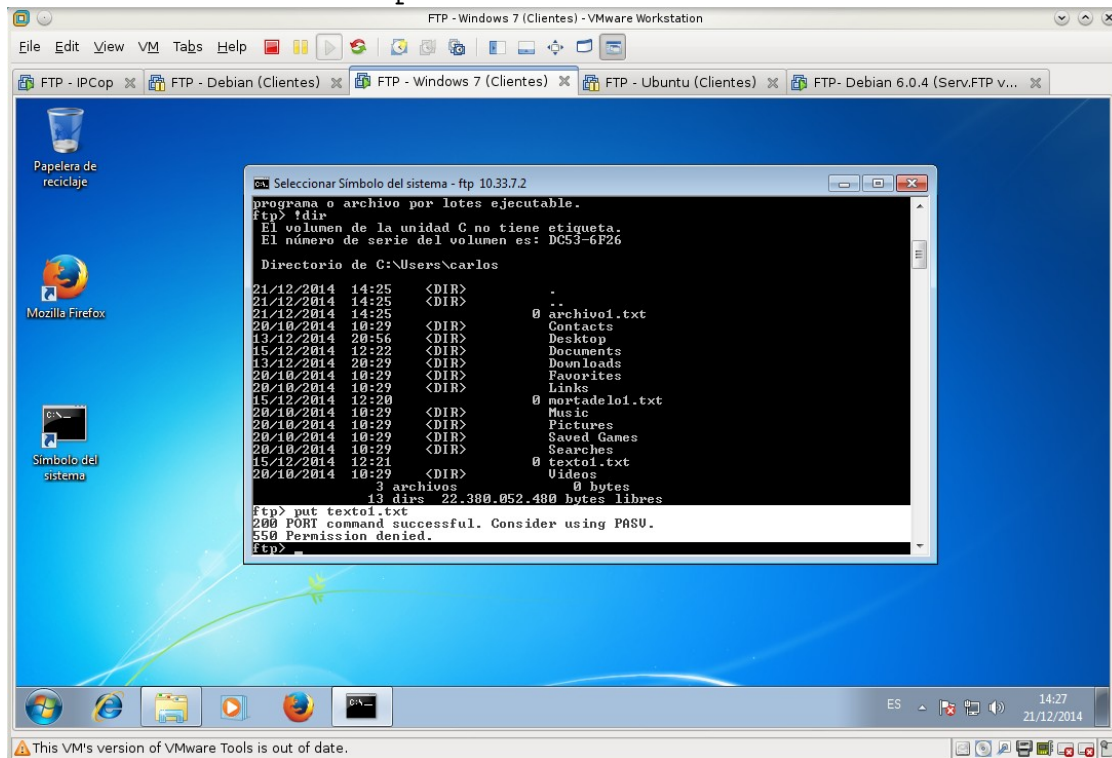 FTP - Windows 7 (Clientes) - VMware Workstation
File Edit View VM Tabs Help
FTP - IPCop
FTP - Debian (Clientes)
FTP - Windows 7 (Clientes)
FTP - Ubuntu (Clientes)
FTP- Debian 6.0.4 (Serv.FTP v...
Papelera de
reciclaje
Mozilla Firefox
Símbolo del
sistema
Seleccionar Símbolo del sistema - ftp 10.33.7.2
programa o archivo por lotes ejecutable.
ftp> !dir
El volumen de la unidad C no tiene etiqueta.
El número de serie del volumen es: DC53-6F26
Directorio de C:\Users\carlos
21/12/2014 14:25 <DIR> .
21/12/2014 14:25 <DIR> ..
21/12/2014 14:25 0 archivo1.txt
20/10/2014 10:29 <DIR> Contacts
13/12/2014 20:56 <DIR> Desktop
15/12/2014 12:22 <DIR> Documents
13/12/2014 20:29 <DIR> Downloads
20/10/2014 10:29 <DIR> Favorites
20/10/2014 10:29 <DIR> Links
15/12/2014 12:20 0 mortadelo1.txt
20/10/2014 10:29 <DIR> Music
20/10/2014 10:29 <DIR> Pictures
20/10/2014 10:29 <DIR> Saved Games
20/10/2014 10:29 <DIR> Searches
15/12/2014 12:21 0 texto1.txt
20/10/2014 10:29 <DIR> Videos
3 archivos 0 bytes
13 dirs 22.380.052.480 bytes libres
ftp> put texto1.txt
200 PORT command successful. Consider using PASV.
550 Permission denied.
ftp> _
ES
14:27
21/12/2014
This VM's version of VMware Tools is out of date.